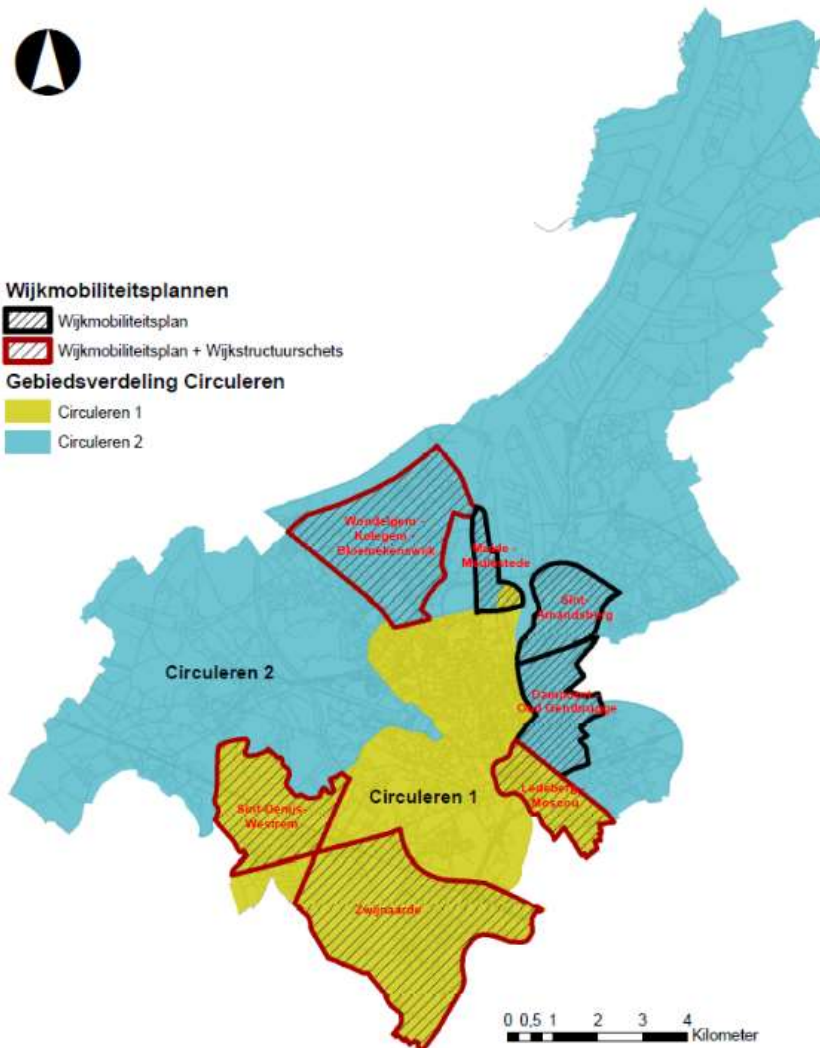 Wijkmobiliteitsplannen
Wijkmobiliteitsplan
Wijkmobiliteitsplan + Wijkstructuurschets
Gebiedsverdeling Circuleren
Circuleren 1
Circuleren 2
Wondelgem -
Kolegem -
Bloemekenswijk
Muide -
Meulestede
Sint-
Amandsberg
Circuleren 2
Dampoort -
Oud Gentbrugge
Circuleren 1
Ledeberg -
Moscou
Sint-Denijs-
Westrem
Zwijnaarde
0 0,5 1 2 3 4
Kilometer